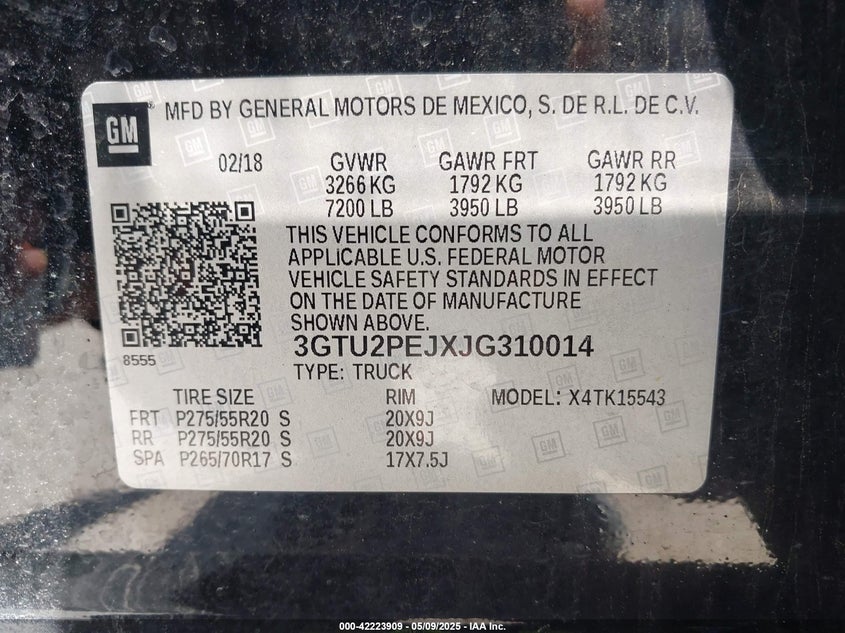 GM MFD BY GENERAL MOTORS DE MEXICO, S. DE R.L. DE C.V.
02/18 GVWR GAWR FRT GAWR RR
3266 KG 1792 KG 1792 KG
7200 LB 3950 LB 3950 LB
THIS VEHICLE CONFORMS TO ALL
APPLICABLE U.S. FEDERAL MOTOR
VEHICLE SAFETY STANDARDS IN EFFECT
ON THE DATE OF MANUFACTURE
SHOWN ABOVE.
8555 3GTU2PEJXJG310014
TYPE: TRUCK
TIRE SIZE RIM MODEL: X4TK15543
FRT P275/55R20 S 20X9J
RR P275/55R20 S 20X9J
SPA P265/70R17 S 17X7.5J
000-42223909 - 05/09/2025 - IAA Inc.